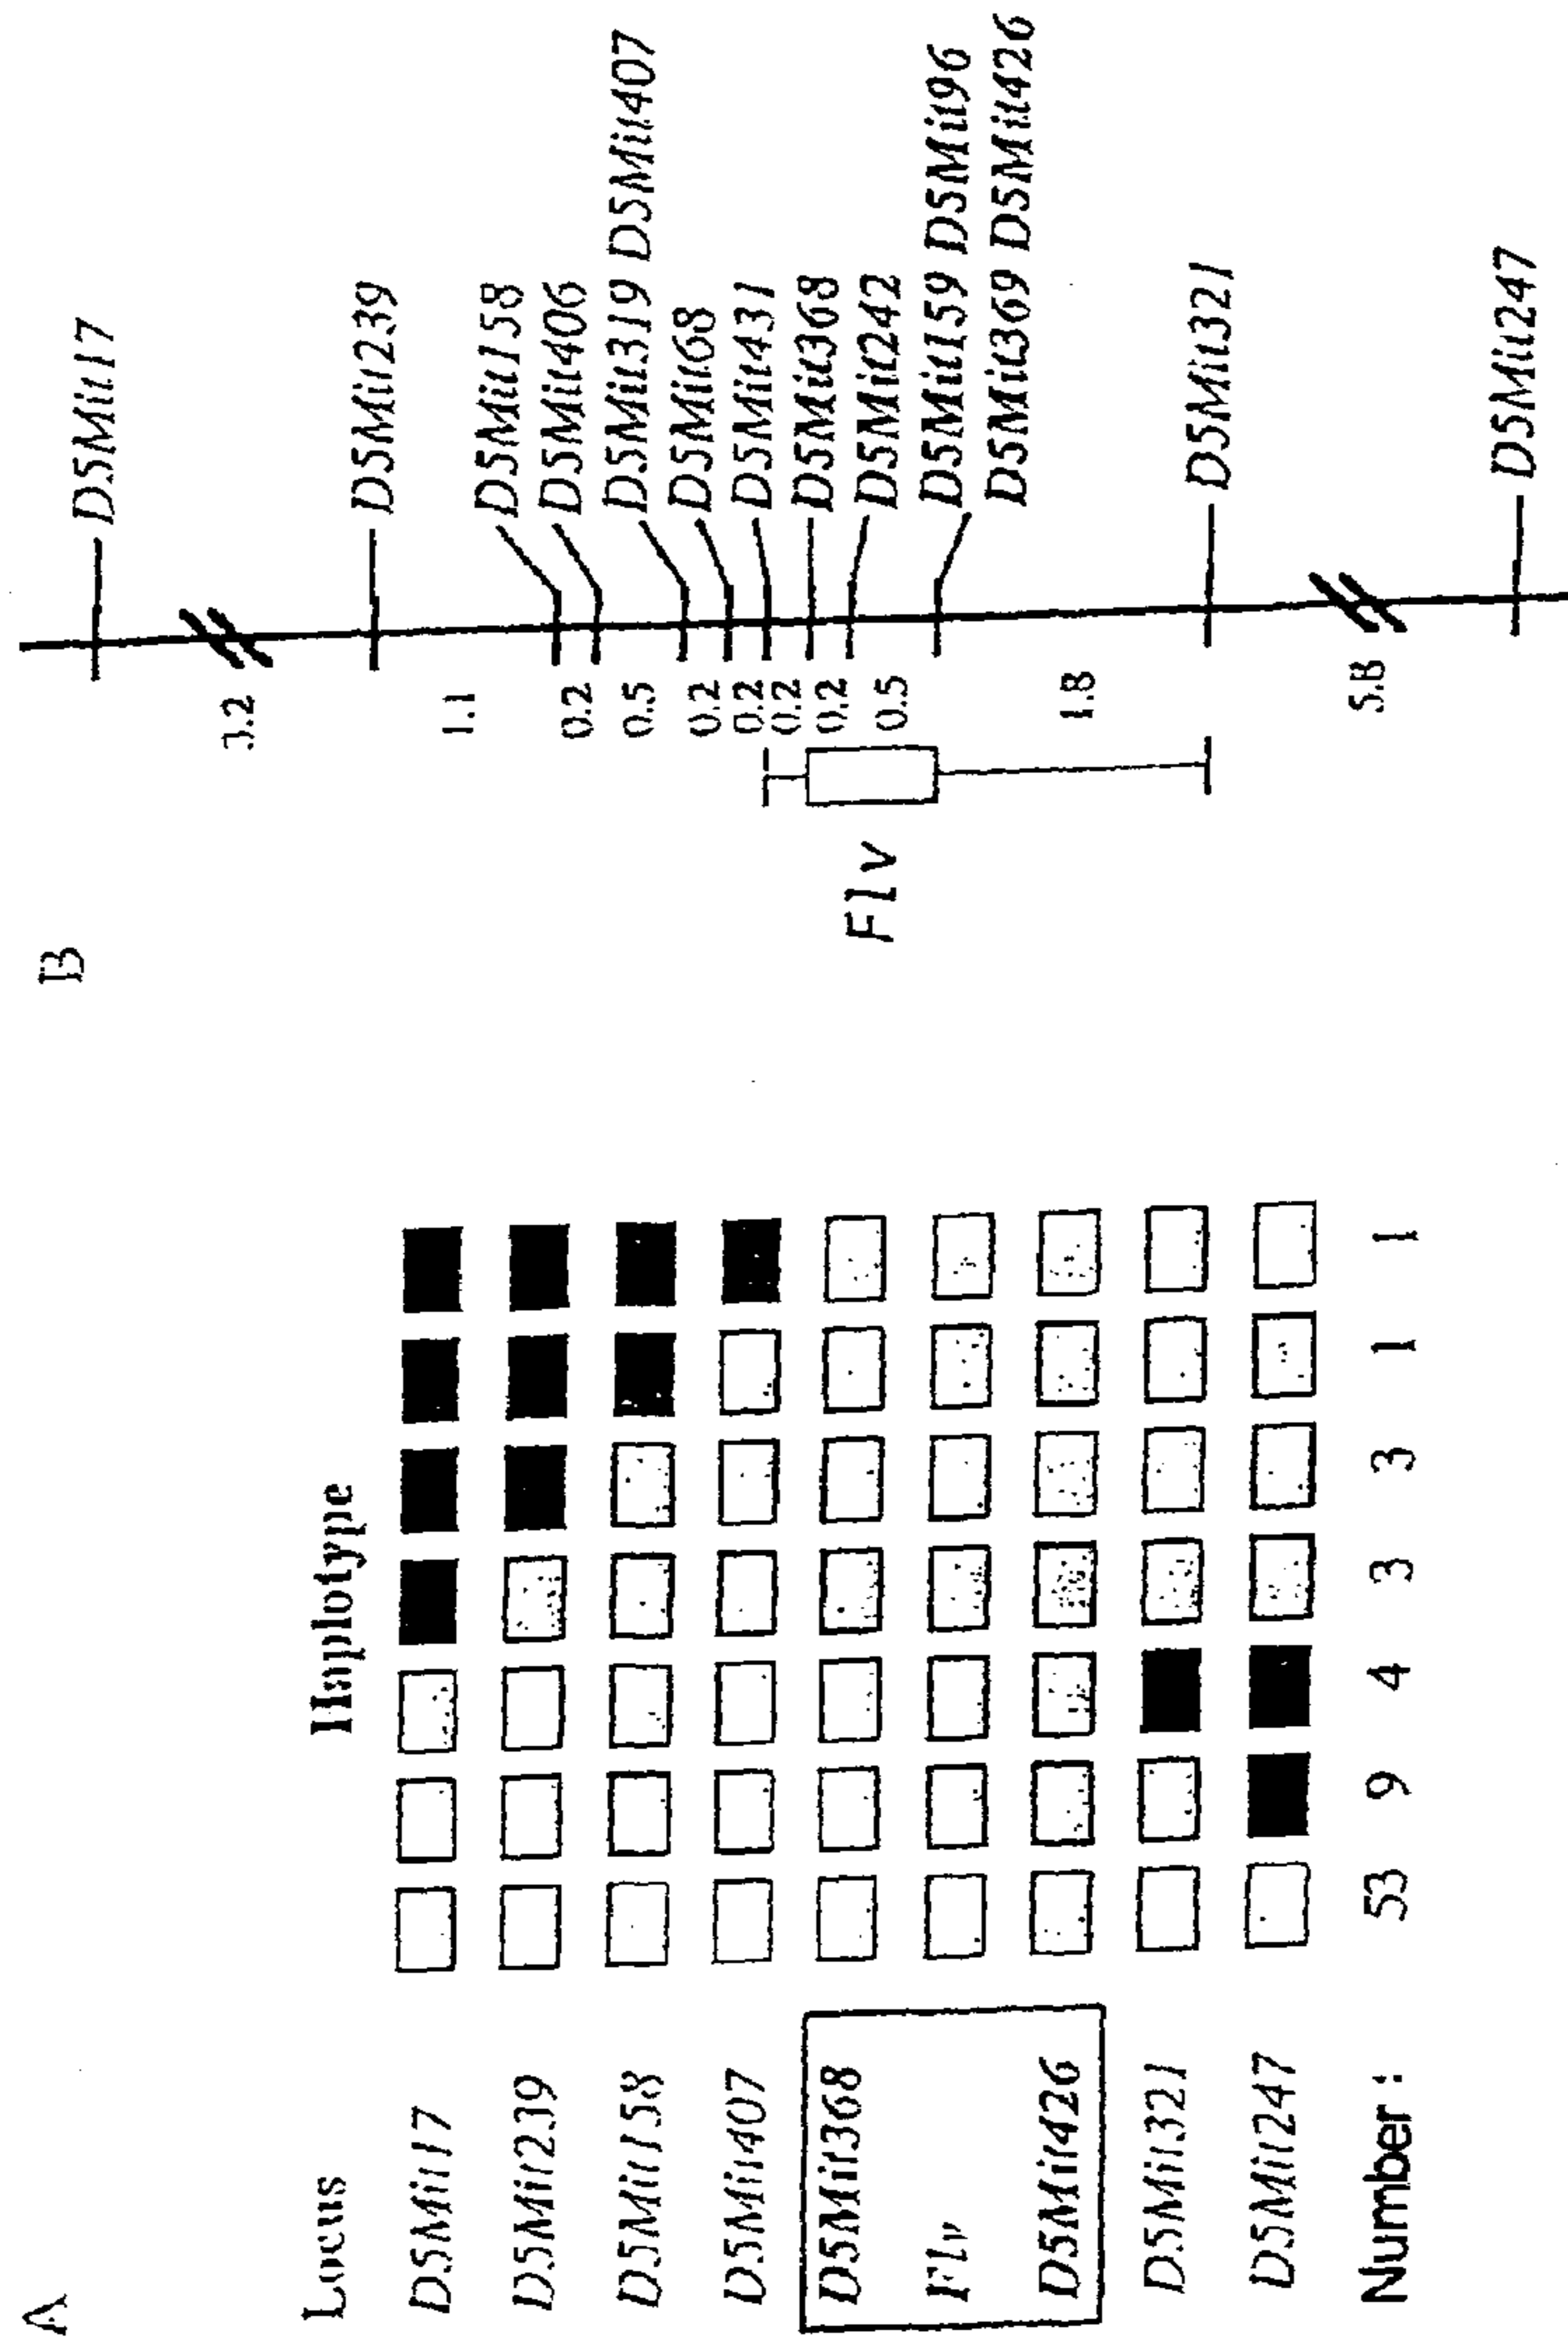 A
Haplotype
Locus
D5Mit17
D5Mit239
D5Mit158
D5Mit407
D5Mit368
Flv
D5Mit426
D5Mit321
D5Mit247
Number: 53 9 4 3 3 1 1
B
D5Mit17
3.2
D5Mit239
1.1
D5Mit158
0.2
D5Mit406
0.5
D5Mit319 D5Mit407
0.2
D5Mit68
0.2
D5Mit431
0.2
D5Mit368
0.2
D5Mit242
0.5
D5Mit159 D5Mit96
D5Mit369 D5Mit426
1.8
D5Mit321
5.8
D5Mit247
Flv